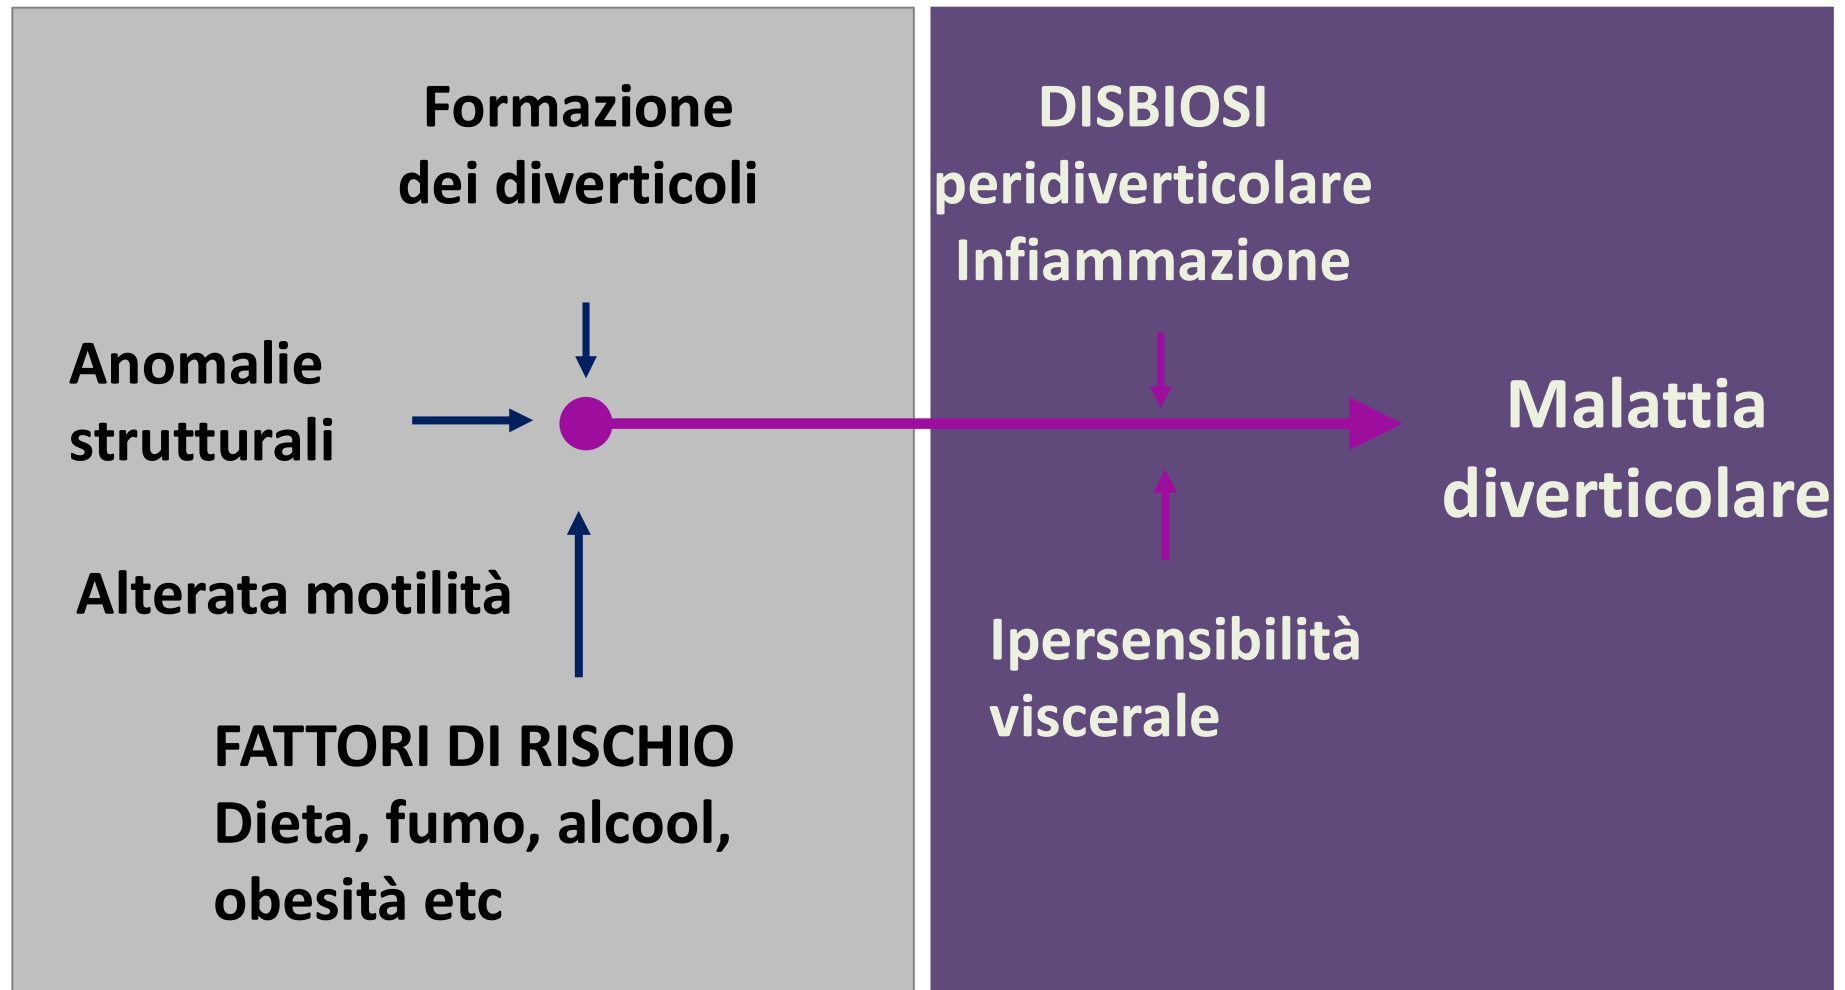 Formazione
dei diverticoli
Anomalie
strutturali
Alterata motilità
FATTORI DI RISCHIO
Dieta, fumo, alcool,
obesità etc
DISBIOSI
peridiverticolare
Infiammazione
Malattia
diverticolare
Ipersensibilità
viscerale